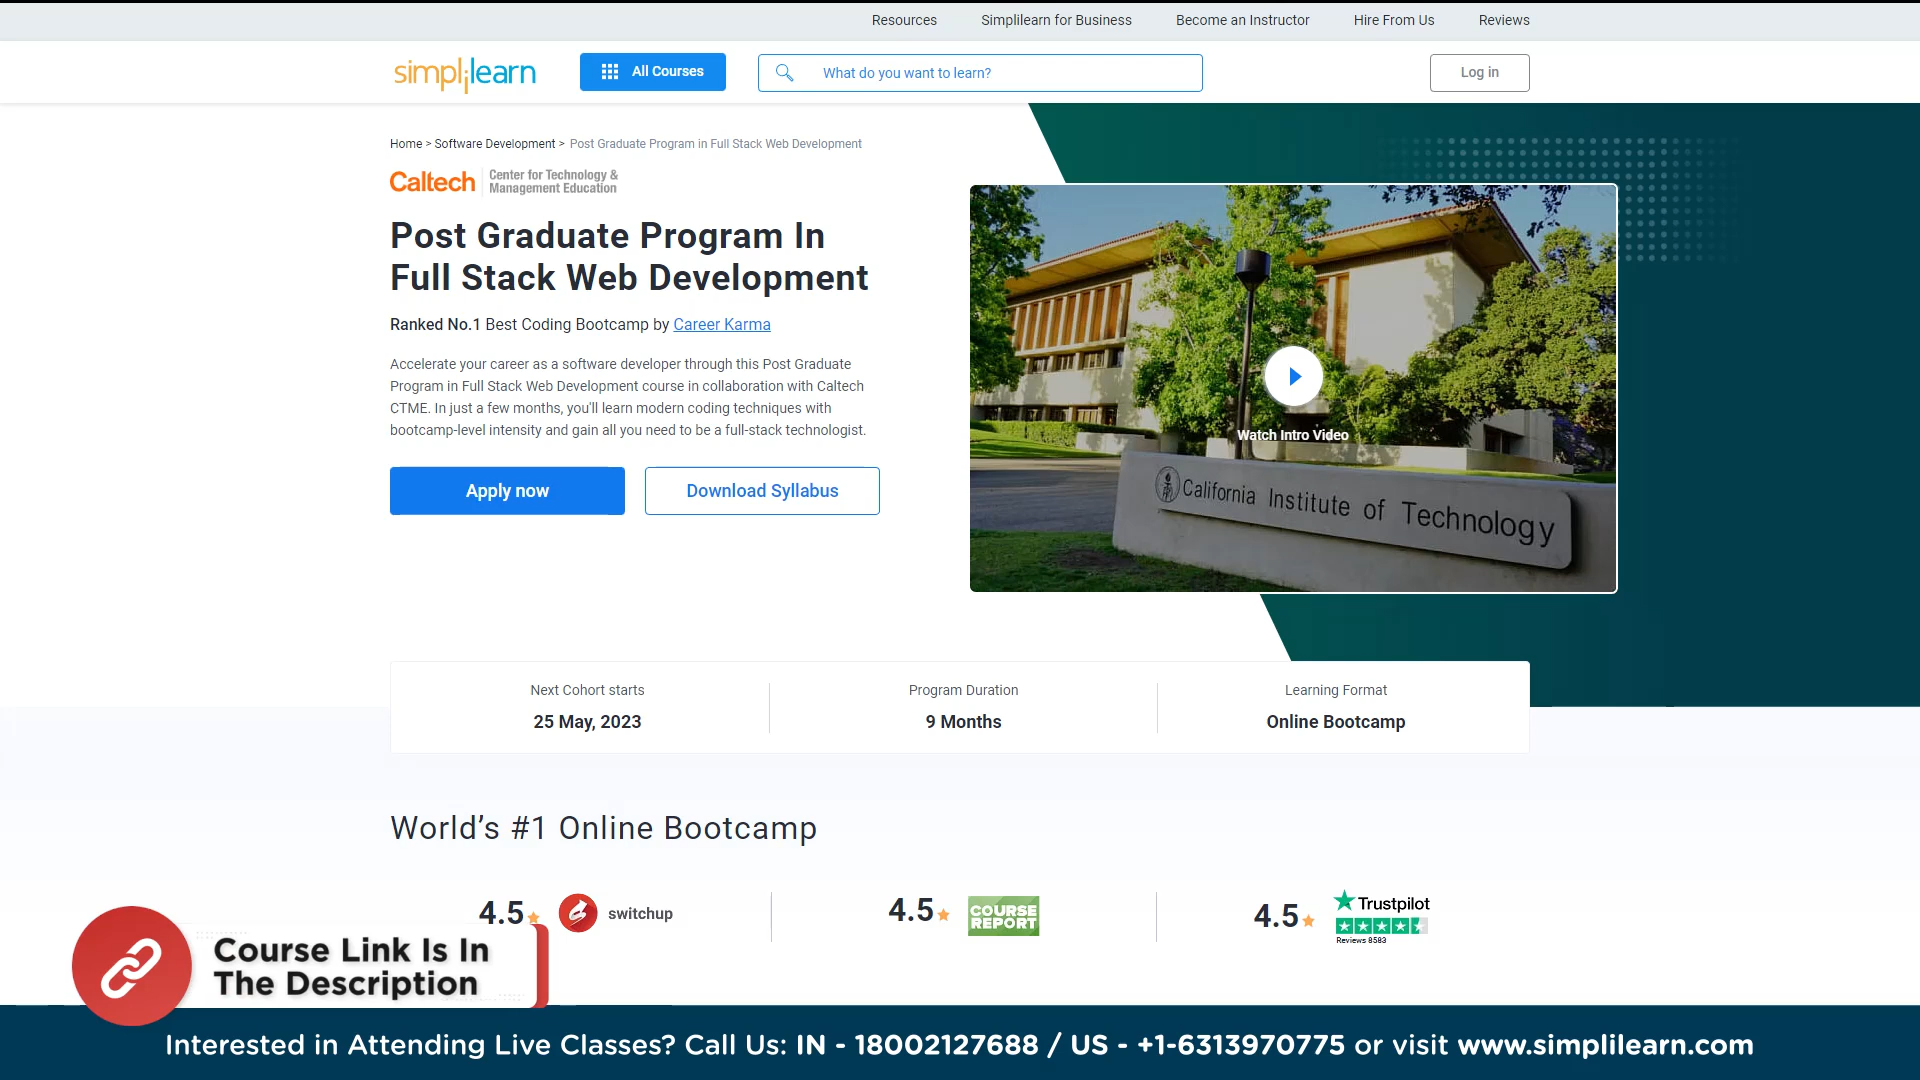 Resources Simplilearn for Business Become an Instructor Hire From Us Reviews
simplilearn All Courses What do you want to learn? Log in
Home > Software Development > Post Graduate Program in Full Stack Web Development
Caltech Center for Technology &
Management Education
Post Graduate Program In
Full Stack Web Development
Ranked No.1 Best Coding Bootcamp by Career Karma
Accelerate your career as a software developer through this Post Graduate
Program in Full Stack Web Development course in collaboration with Caltech
CTME. In just a few months, you'll learn modern coding techniques with
bootcamp-level intensity and gain all you need to be a full-stack technologist.
Apply now Download Syllabus
Watch Intro Video
California Institute of Technology
Next Cohort starts Program Duration Learning Format
25 May, 2023 9 Months Online Bootcamp
World's #1 Online Bootcamp
4.5 switchup
4.5 COURSE
REPORT
4.5 Trustpilot
Reviews 8583
Course Link Is In
The Description
Interested in Attending Live Classes? Call Us: IN - 18002127688 / US - +1-6313970775 or visit www.simplilearn.com